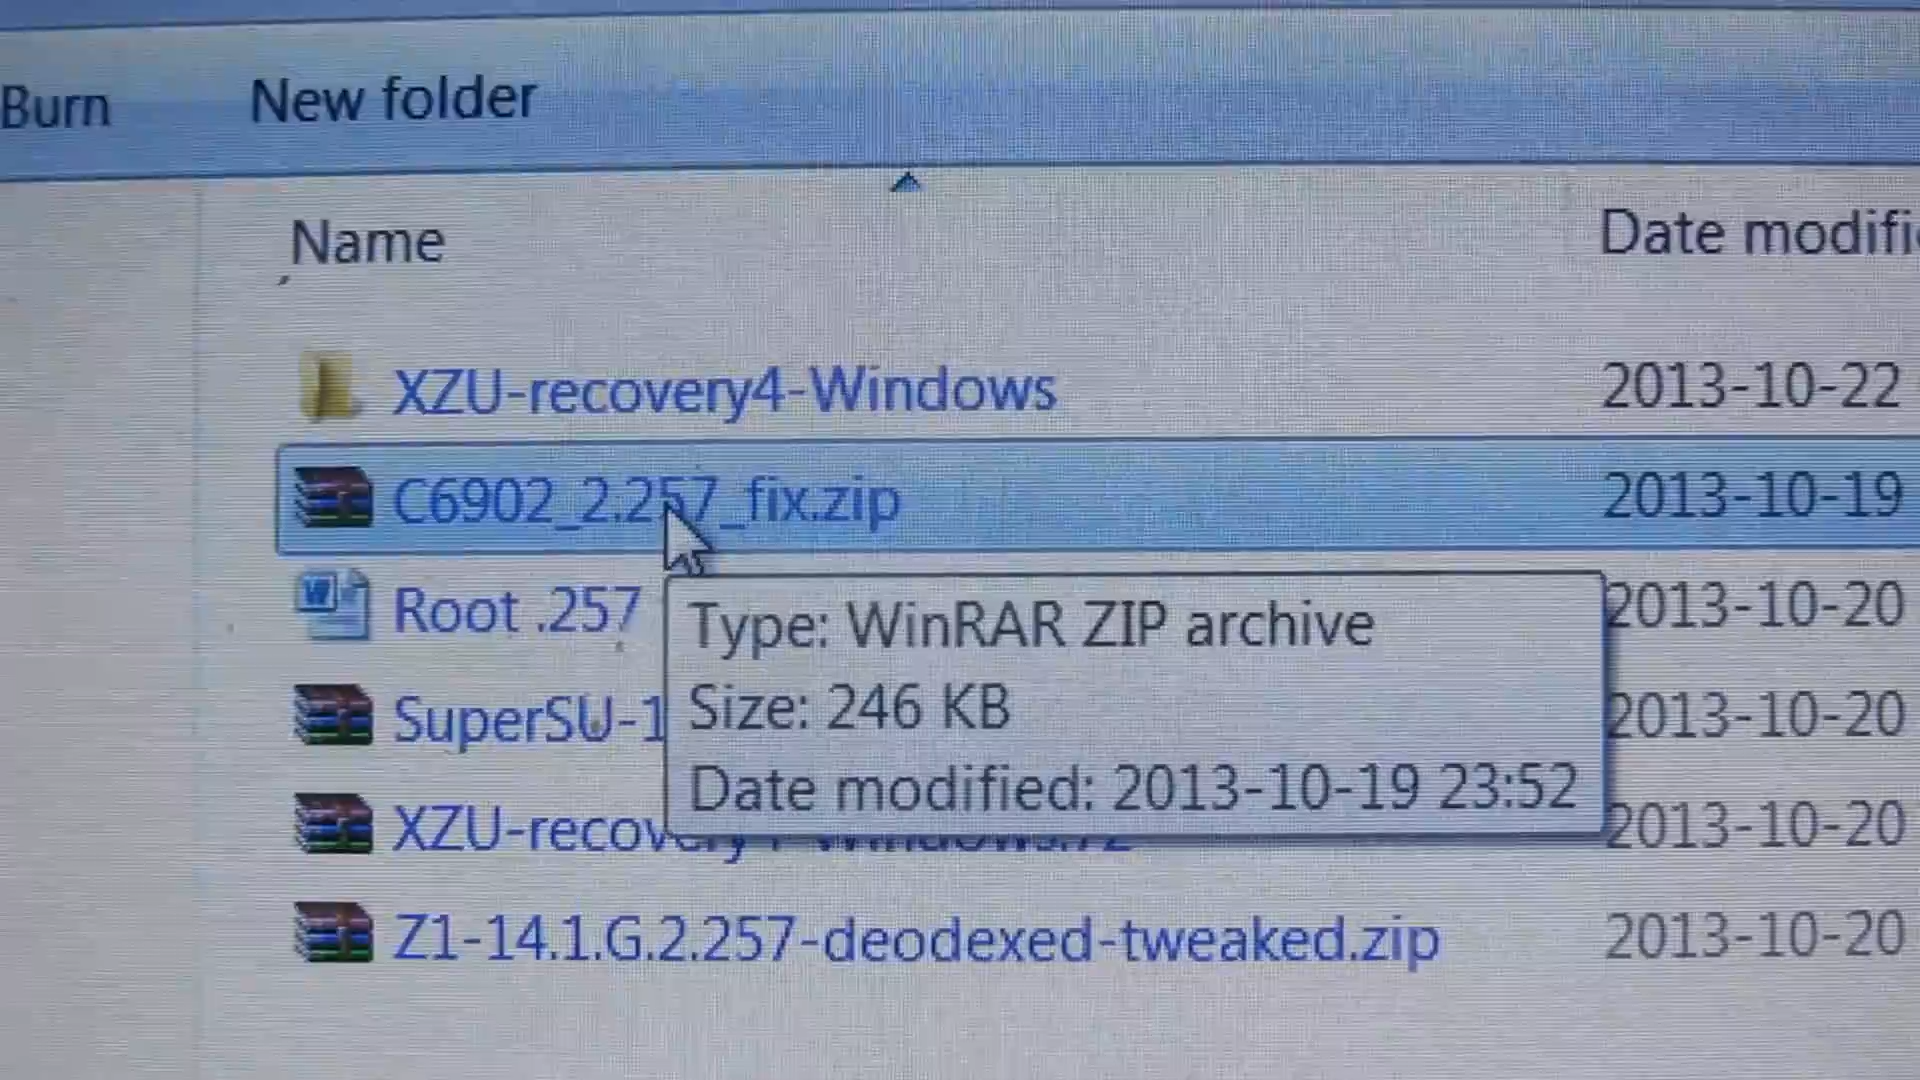 Burn New folder
Name Date modifi
XZU-recovery4-Windows 2013-10-22
C6902_2.257_fix.zip 2013-10-19
Root .257 2013-10-20
Type: WinRAR ZIP archive
SuperSU-1 2013-10-20
Size: 246 KB
Date modified: 2013-10-19 23:52
XZU-recovery 2013-10-20
Z1-14.1.G.2.257-deodexed-tweaked.zip 2013-10-20